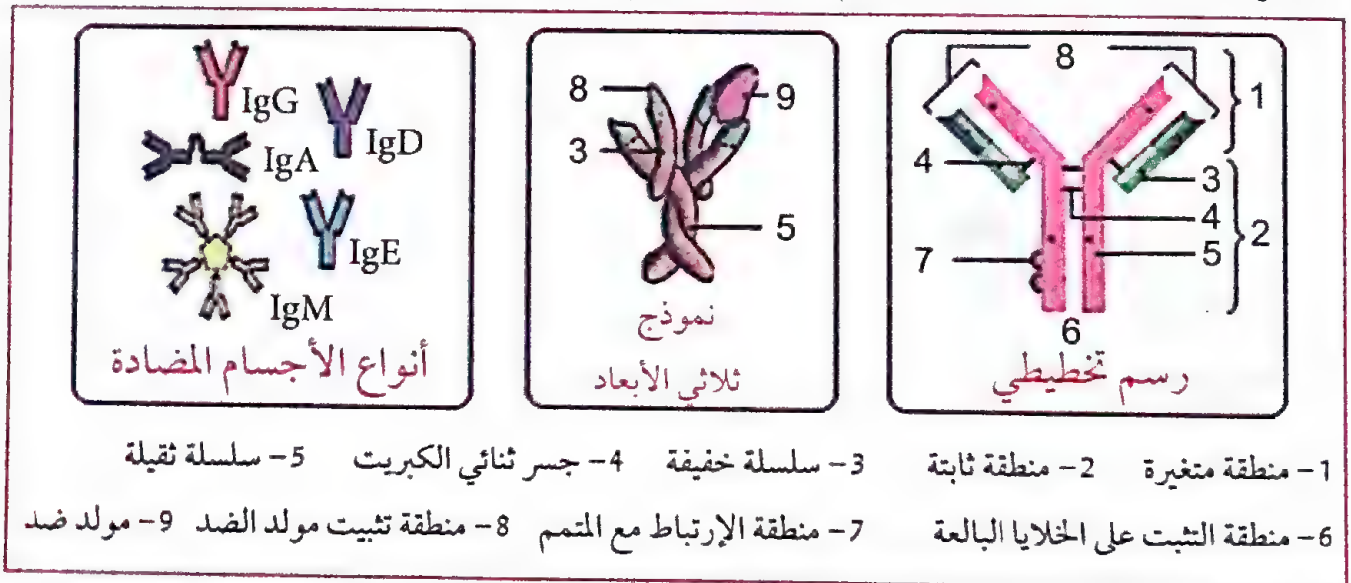 8
1
4
3
4
2
7
5
6
رسم تخطيطي
8
9
3
5
نموذج
ثلاثي الأبعاد
IgG
IgD
IgA
IgE
IgM
أنواع الأجسام المضادة
1- منطقة متغيرة 2- منطقة ثابتة 3- سلسلة خفيفة 4- جسر ثنائي الكبريت 5- سلسلة ثقيلة
6- منطقة التثبت على الخلايا البالعة 7- منطقة الإرتباط مع المتمم 8- منطقة تثبيت مولد الضد 9- مولد ضد